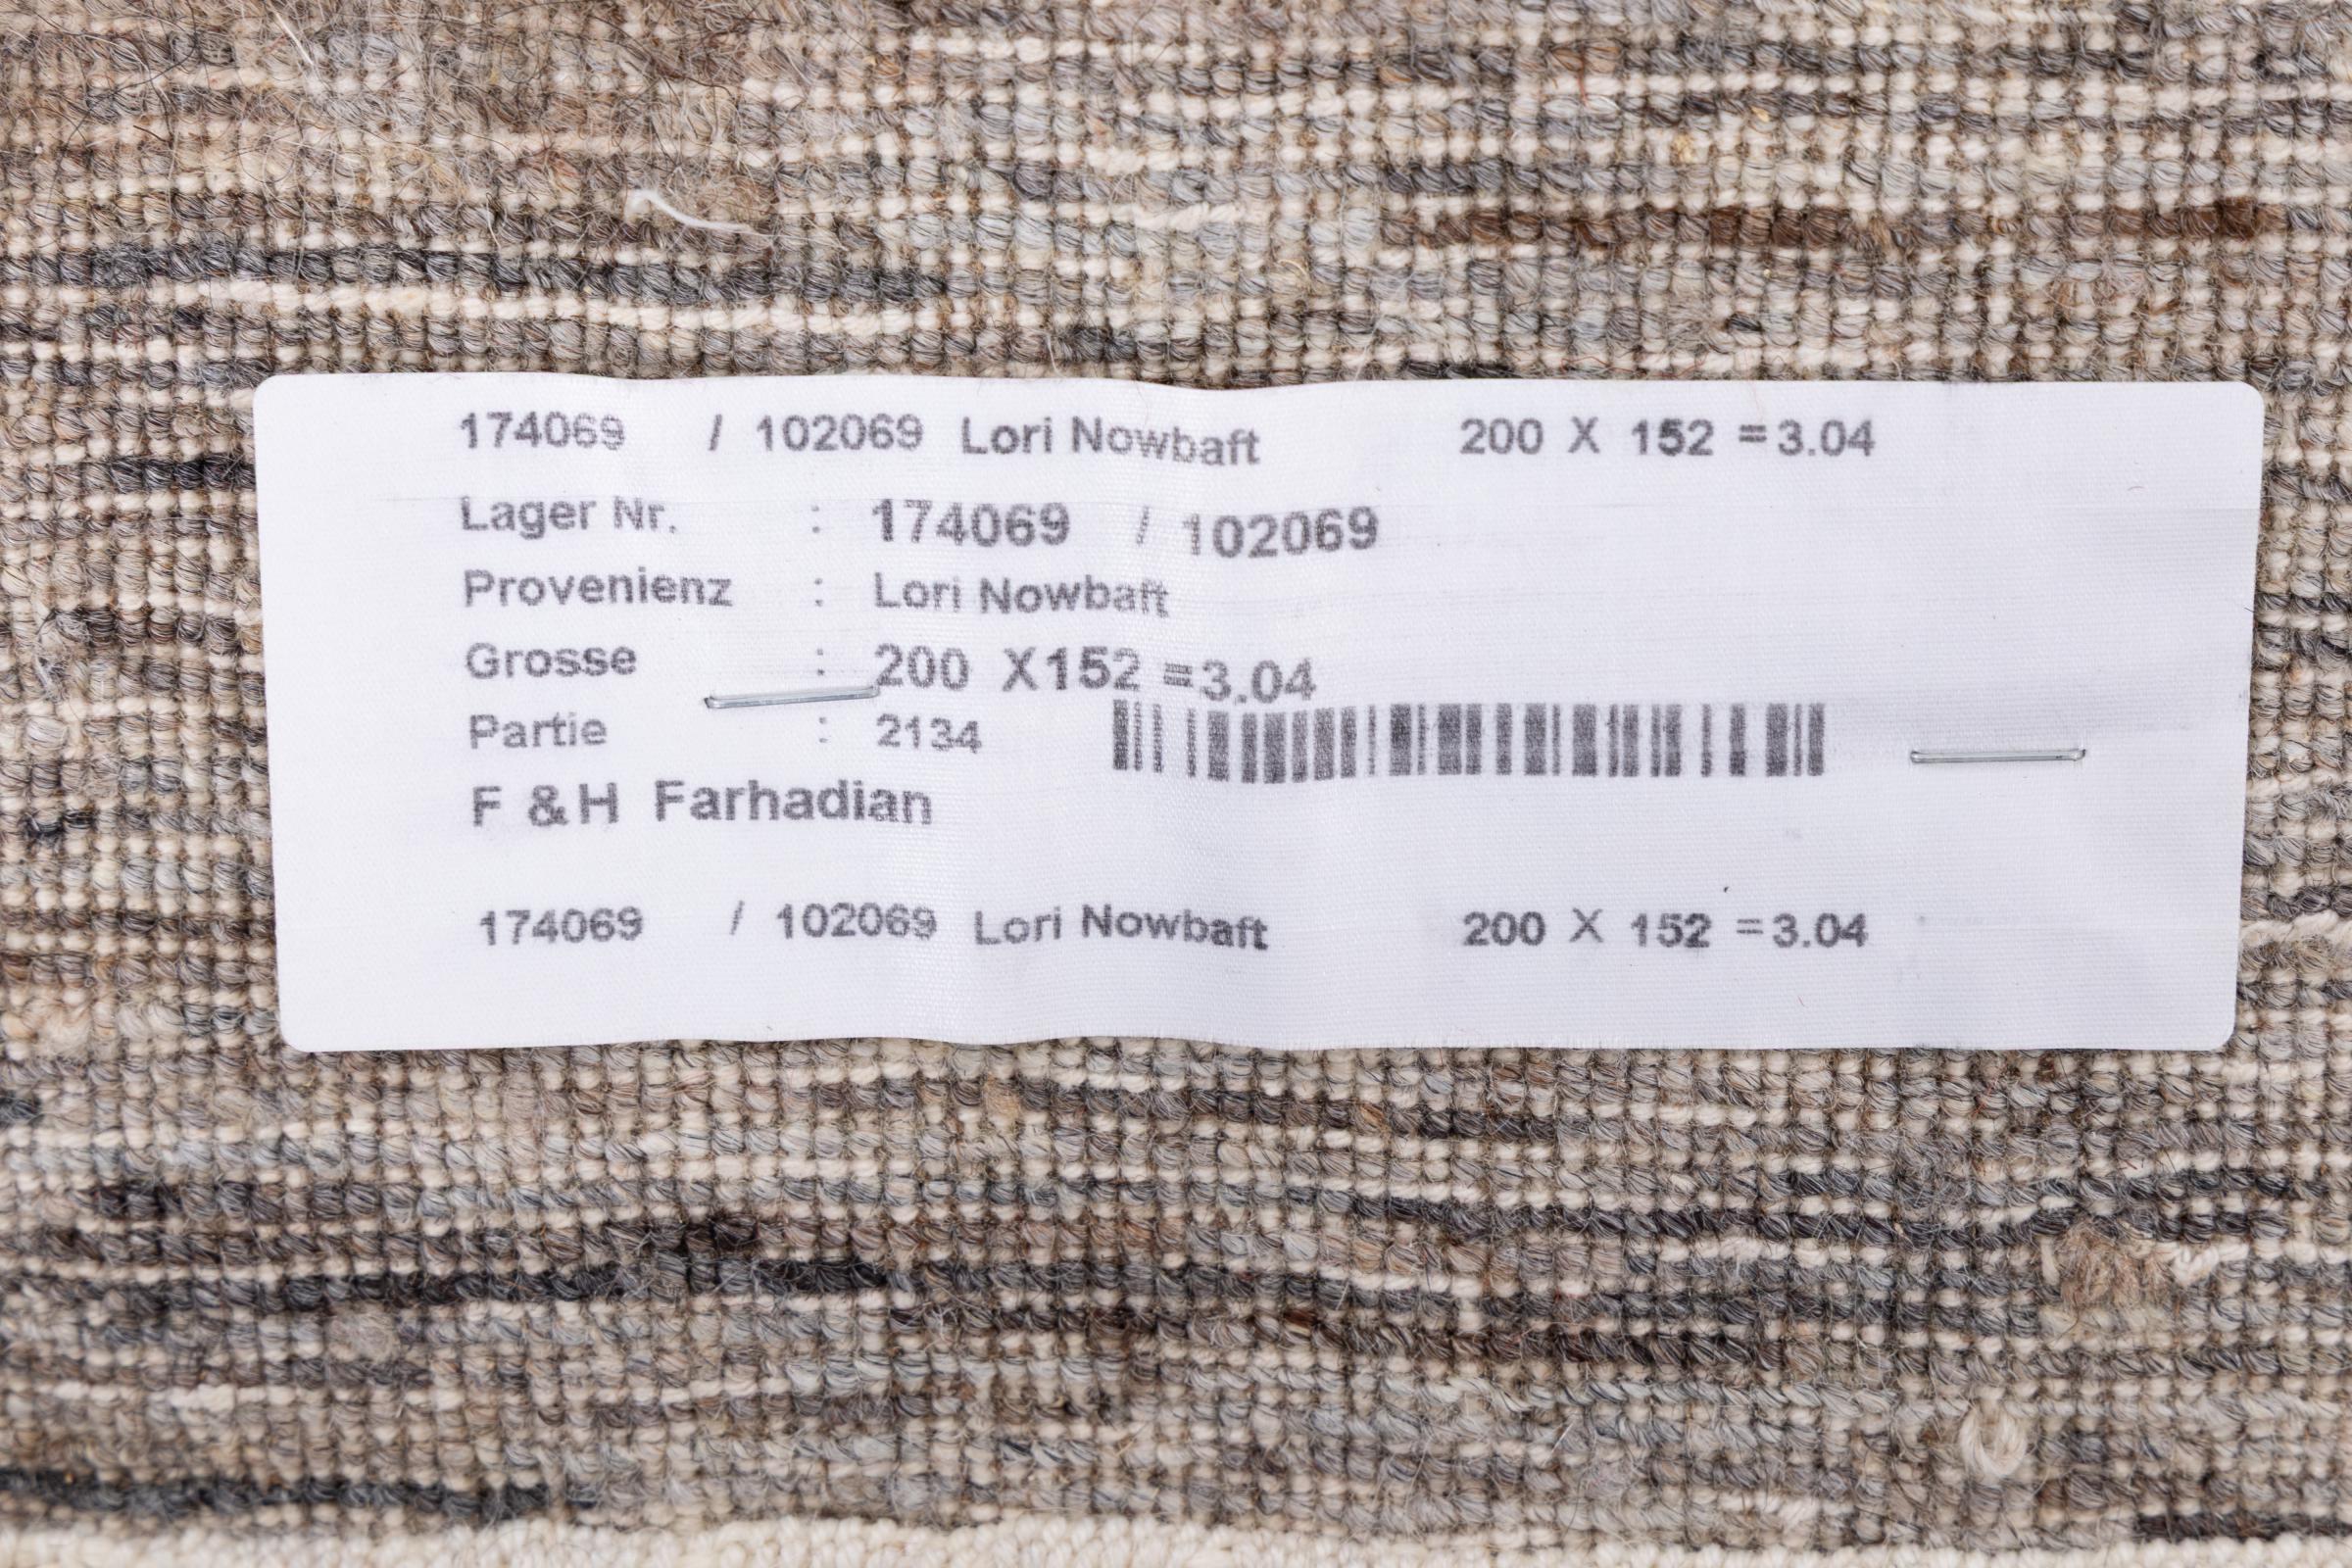 174069 / 102069 Lori Nowbaft 200 X 152 =3.04
Lager Nr. : 174069 / 102069
Provenienz : Lori Nowbaft
Grosse : 200 X152 =3.04
Partie : 2134
F &H Farhadian
174069 / 102069 Lori Nowbaft 200 X 152 =3.04